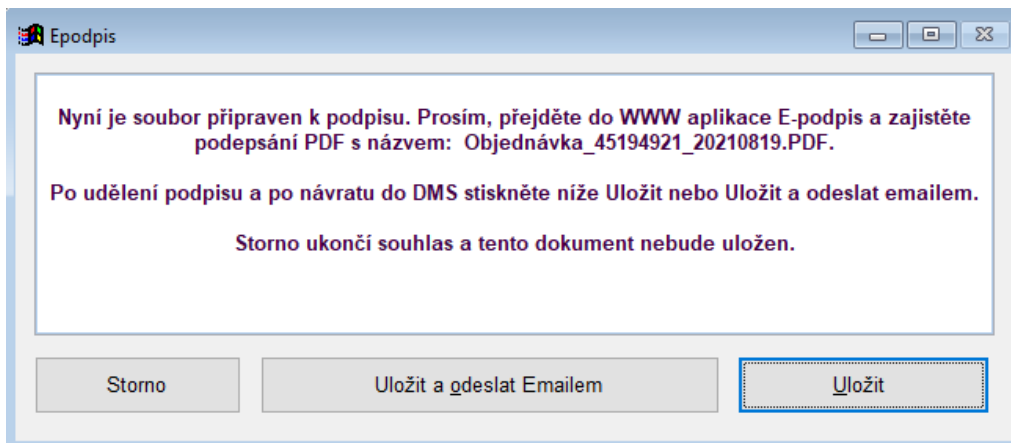 Epodpis
Nyní je soubor připraven k podpisu. Prosím, přejděte do WWW aplikace E-podpis a zajistěte
podepsání PDF s názvem:  Objednávka_45194921_20210819.PDF.
Po udělení podpisu a po návratu do DMS stiskněte níže Uložit nebo Uložit a odeslat emailem.
Storno ukončí souhlas a tento dokument nebude uložen.
Storno
Uložit a odeslat Emailem
Uložit